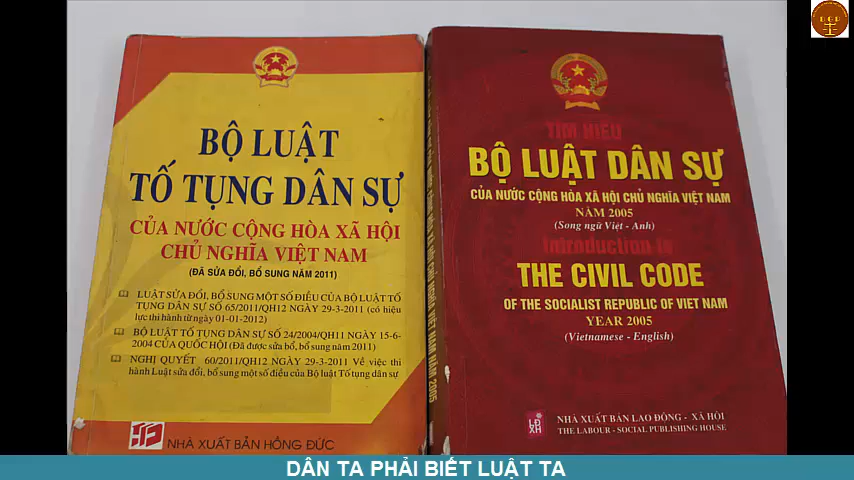 BỘ LUẬT
TỐ TỤNG DÂN SỰ
CỦA NƯỚC CỘNG HÒA XÃ HỘI
CHỦ NGHĨA VIỆT NAM
(ĐÃ SỬA ĐỔI, BỔ SUNG NĂM 2011)
LUẬT SỬA ĐỔI, BỔ SUNG MỘT SỐ ĐIỀU CỦA BỘ LUẬT TỐ
TỤNG DÂN SỰ SỐ 65/2011/QH12 NGÀY 29-3-2011 (có hiệu
lực thi hành từ ngày 01-01-2012)
BỘ LUẬT TỐ TỤNG DÂN SỰ SỐ 24/2004/QH11 NGÀY 15-6-
2004 CỦA QUỐC HỘI (Đã được sửa bổ, bổ sung năm 2011)
NGHỊ QUYẾT 60/2011/QH12 NGÀY 29-3-2011 Về việc thi
hành Luật sửa đổi, bổ sung một số điều của Bộ luật Tố tụng dân sự
NHÀ XUẤT BẢN HỒNG ĐỨC
TÌM HIỂU
BỘ LUẬT DÂN SỰ
CỦA NƯỚC CỘNG HÒA XÃ HỘI CHỦ NGHĨA VIỆT NAM
NĂM 2005
(Song ngữ Việt - Anh)
Introduction to
THE CIVIL CODE
OF THE SOCIALIST REPUBLIC OF VIET NAM
YEAR 2005
(Vietnamese - English)
LĐ
XH
NHÀ XUẤT BẢN LAO ĐỘNG - XÃ HỘI
THE LABOUR - SOCIAL PUBLISHING HOUSE
DÂN TA PHẢI BIẾT LUẬT TA